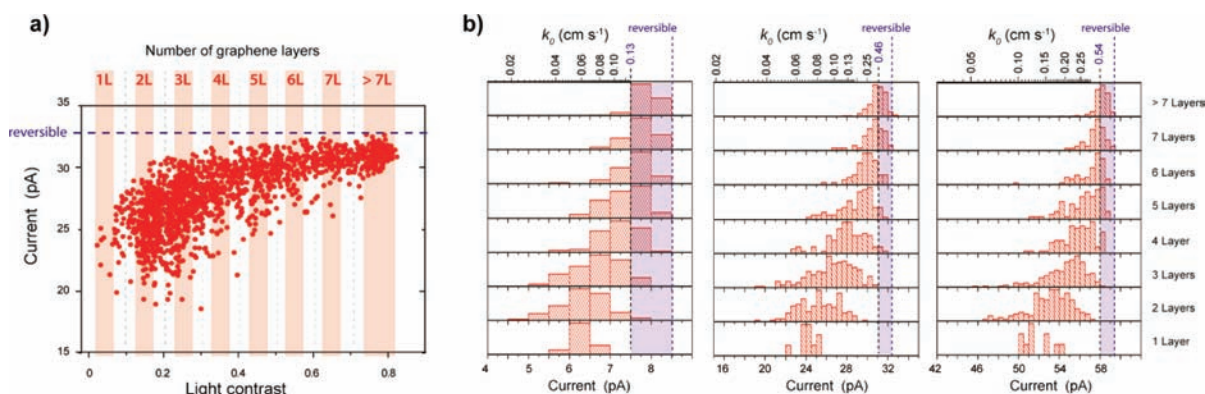 a)
Number of graphene layers
1L 2L 3L 4L 5L 6L 7L > 7L
35
reversible
30
25
20
15
Current (pA)
0 0.2 0.4 0.6 0.8
Light contrast
b)
reversible
k₀ (cm s⁻¹)
0.02 0.04 0.06 0.08 0.10 0.13
4 5 6 7 8
Current (pA)
reversible
k₀ (cm s⁻¹)
0.02 0.04 0.06 0.08 0.10 0.13 0.25 0.46
16 20 24 28 32
Current (pA)
reversible
k₀ (cm s⁻¹)
0.05 0.10 0.15 0.20 0.25 0.54
42 46 50 54 58 62
Current (pA)
> 7 Layers
7 Layers
6 Layers
5 Layers
4 Layer
3 Layers
2 Layers
1 Layer